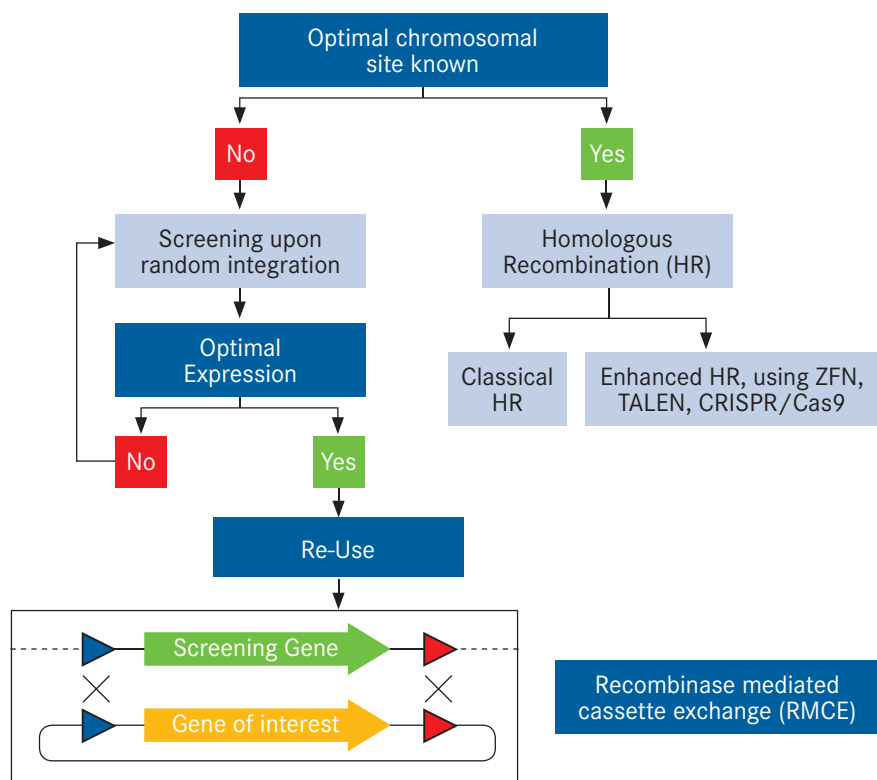 Optimal chromosomal
site known
No
Yes
Screening upon
random integration
Homologous
Recombination (HR)
Optimal
Expression
Classical
HR
Enhanced HR, using ZFN,
TALEN, CRISPR/Cas9
No
Yes
Re-Use
Screening Gene
Gene of interest
Recombinase mediated
cassette exchange (RMCE)